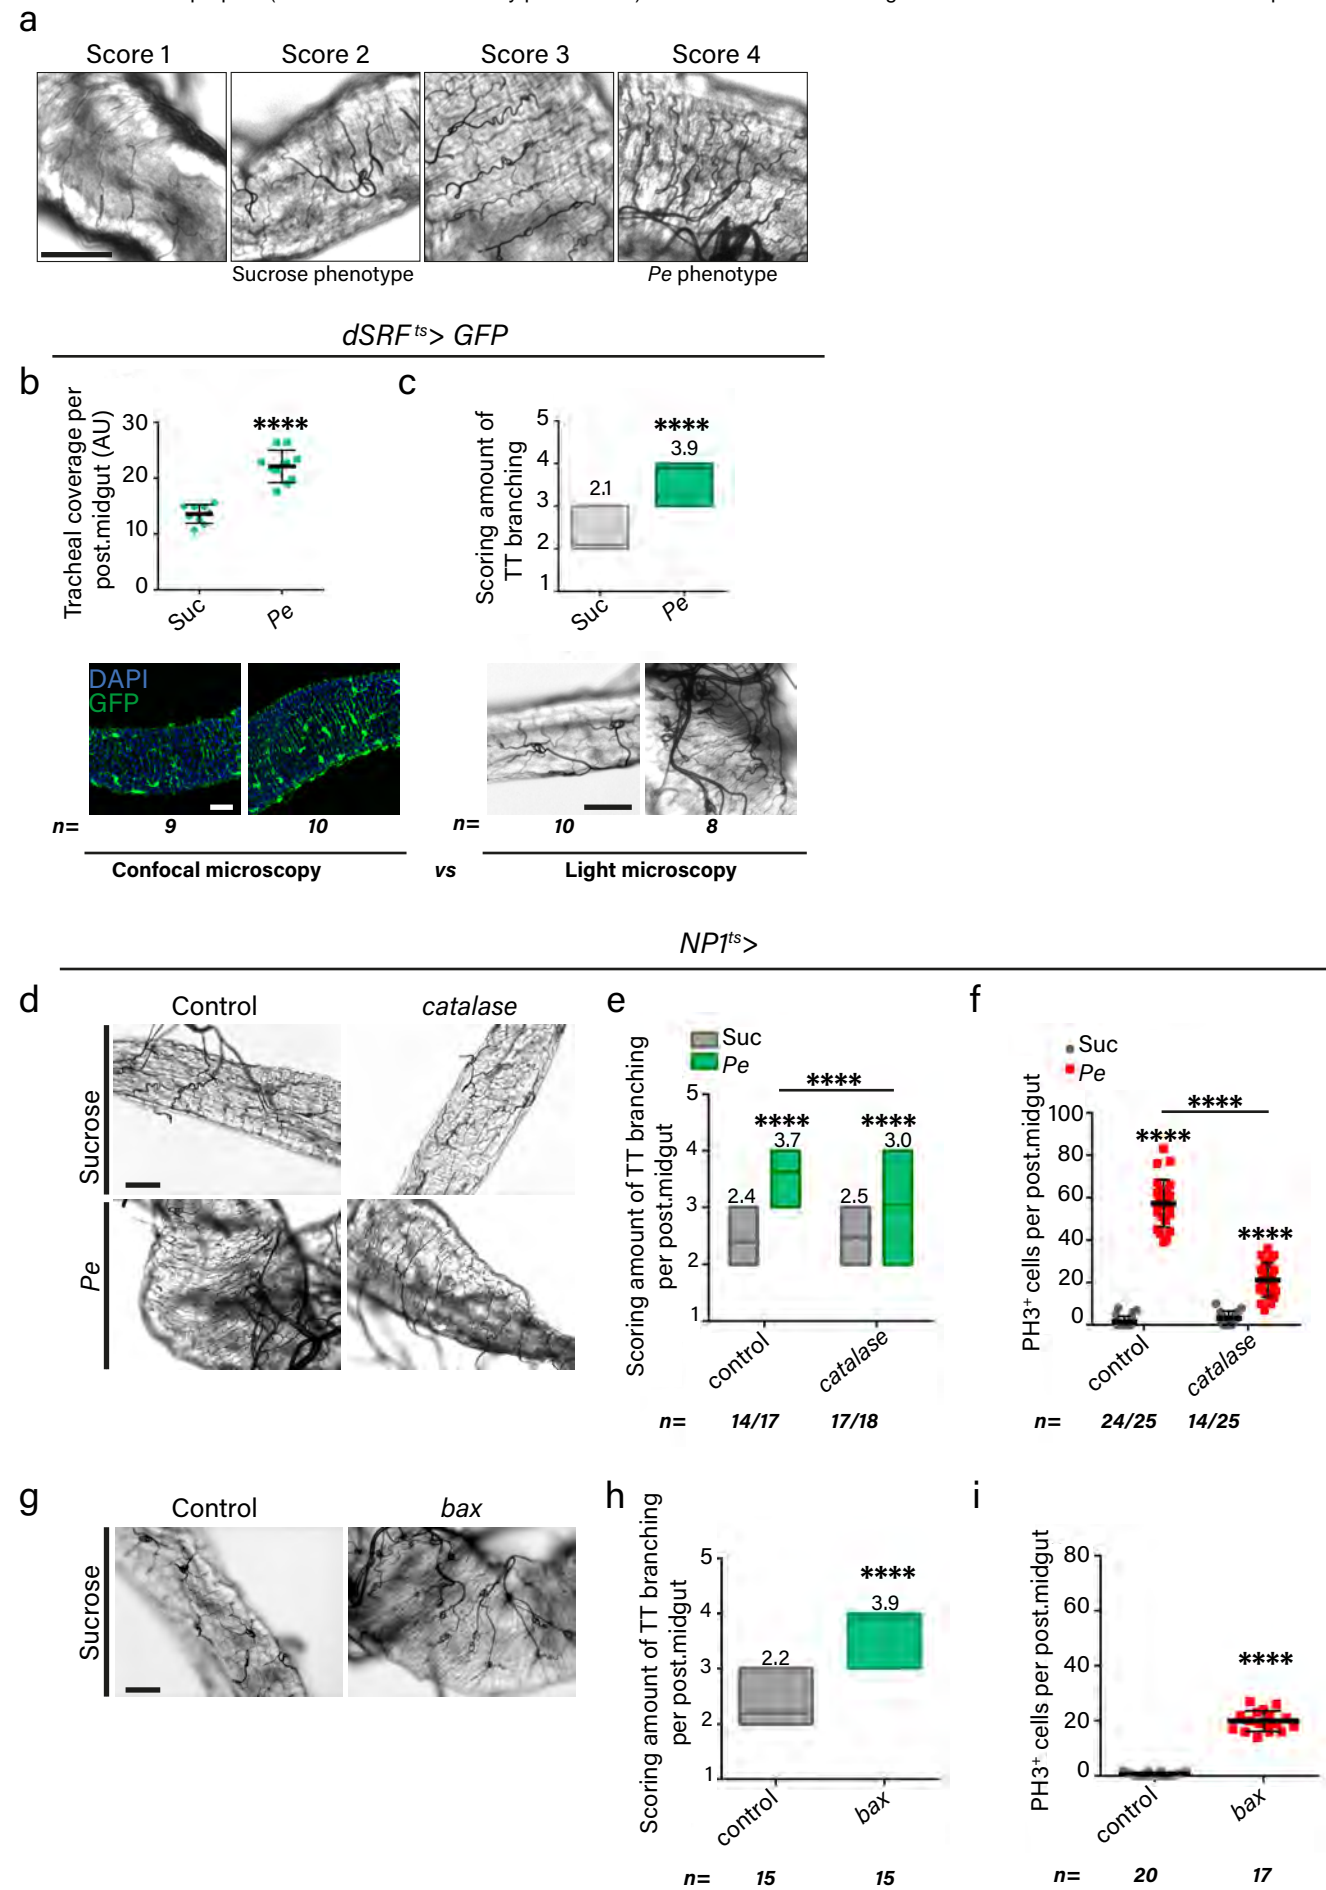 a
Score 1 Score 2 Score 3 Score 4
Sucrose phenotype Pe phenotype
dSRF ts> GFP
b
Tracheal coverage per
post.midgut (AU)
30
20
10
0
****
Suc Pe
c
Scoring amount of
TT branching
5
4
3
2
1
****
3.9
2.1
Suc Pe
DAPI
GFP
n= 9 10
n= 10 8
Confocal microscopy vs Light microscopy
NP1ts>
d
Control catalase
Sucrose
Pe
e
Suc
Pe
Scoring amount of TT branching
per post.midgut
5
4
3
2
1
****
**** ****
2.4 3.7 2.5 3.0
control catalase
n= 14/17 17/18
f
Suc
Pe
PH3+ cells per post.midgut
100
80
60
40
20
0
****
****
****
control catalase
n= 24/25 14/25
g
Control bax
Sucrose
h
Scoring amount of TT branching
per post.midgut
5
4
3
2
1
****
3.9
2.2
control bax
n= 15 15
i
PH3+ cells per post.midgut
80
60
40
20
0
****
control bax
n= 20 17